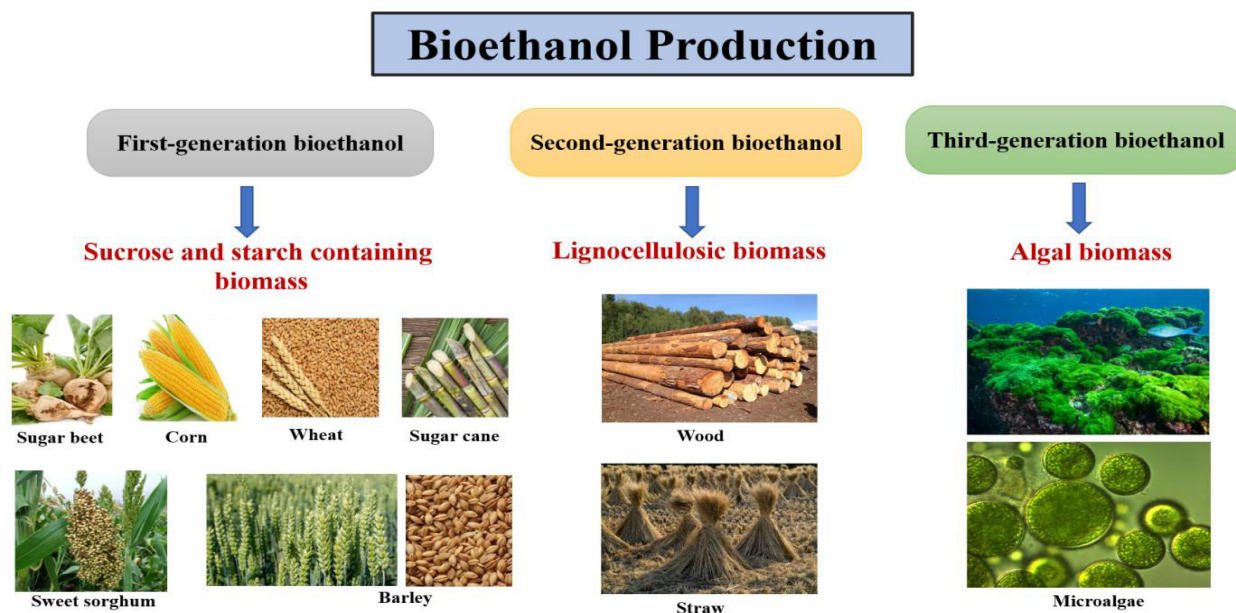 Bioethanol Production
First-generation bioethanol
Second-generation bioethanol
Third-generation bioethanol
Sucrose and starch containing
biomass
Lignocellulosic biomass
Algal biomass
Sugar beet
Corn
Wheat
Sugar cane
Wood
Sweet sorghum
Barley
Straw
Microalgae